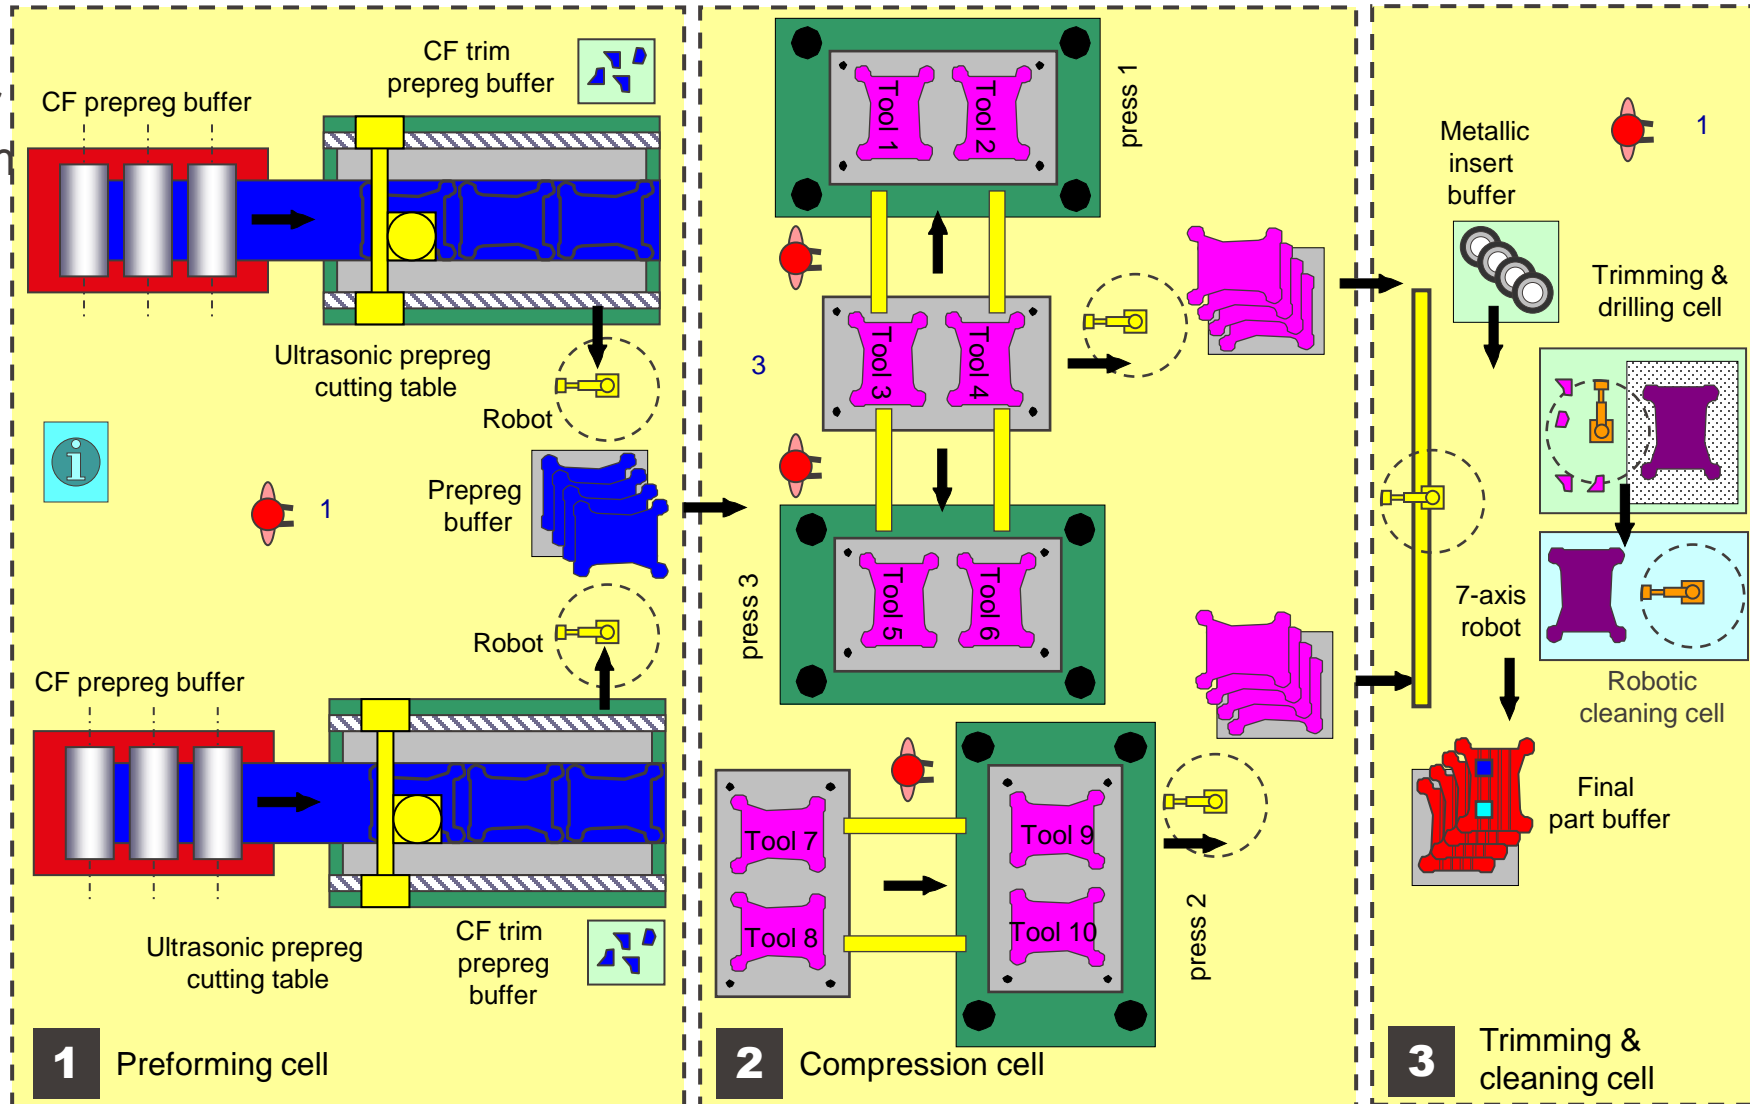 CF trim
prepreg buffer
CF prepreg buffer
Ultrasonic prepreg
cutting table
Robot
1
Prepreg
buffer
Robot
CF prepreg buffer
Ultrasonic prepreg
cutting table
CF trim
prepreg
buffer
1 Preforming cell
press 1
Tool 1
Tool 2
3
Tool 3
Tool 4
press 3
Tool 5
Tool 6
Tool 7
Tool 8
Tool 9
Tool 10
press 2
2 Compression cell
1
Metallic
insert
buffer
Trimming &
drilling cell
7-axis
robot
Robotic
cleaning cell
Final
part buffer
3 Trimming &
cleaning cell